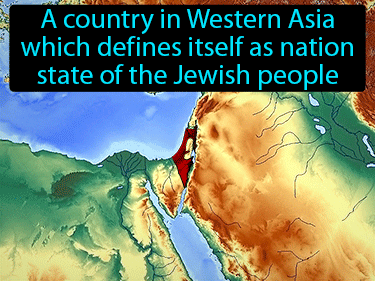 A country in Western Asia
which defines itself as nation
state of the Jewish people